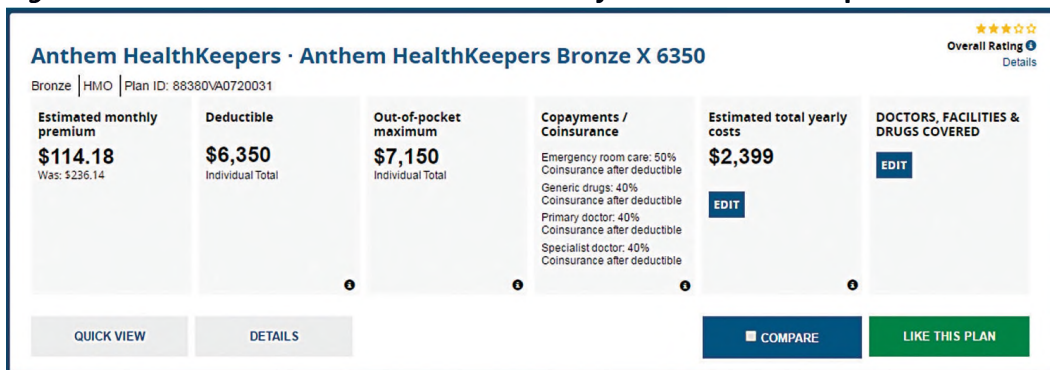 Overall Rating
Details
Anthem HealthKeepers · Anthem HealthKeepers Bronze X 6350
Bronze | HMO | Plan ID: 88380VA0720031
Estimated monthly
premium
$114.18
Was: $236.14
Deductible
$6,350
Individual Total
Out-of-pocket
maximum
$7,150
Individual Total
Copayments /
Coinsurance
Emergency room care: 50%
Coinsurance after deductible
Generic drugs: 40%
Coinsurance after deductible
Primary doctor: 40%
Coinsurance after deductible
Specialist doctor: 40%
Coinsurance after deductible
Estimated total yearly
costs
$2,399
EDIT
DOCTORS, FACILITIES &
DRUGS COVERED
EDIT
QUICK VIEW
DETAILS
COMPARE
LIKE THIS PLAN